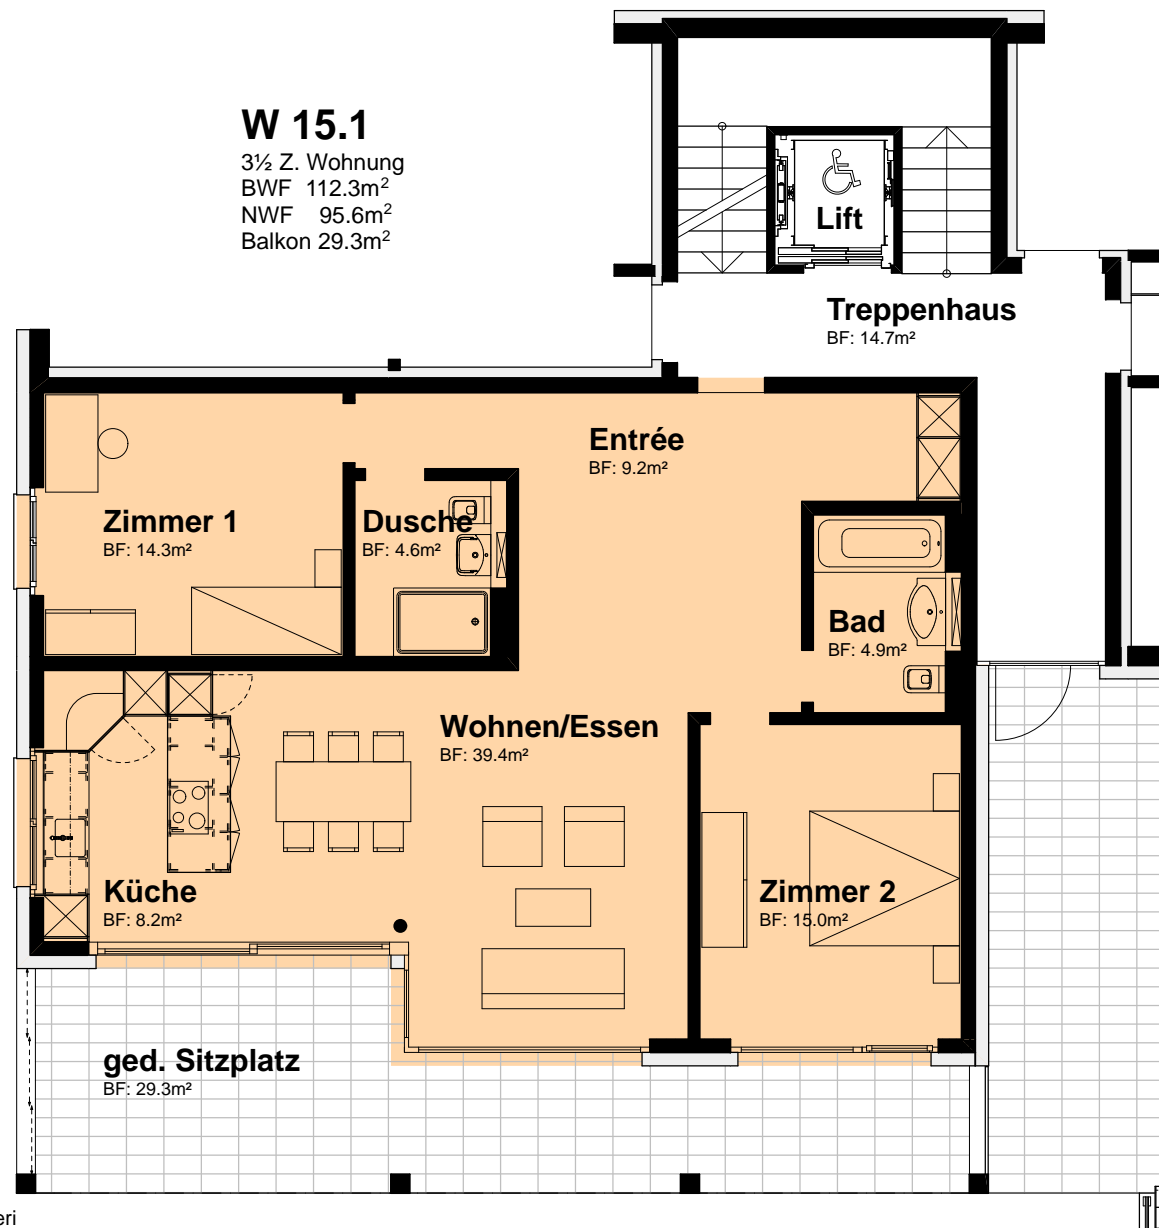 W 15.1
3½ Z. Wohnung
BWF 112.3m²
NWF 95.6m²
Balkon 29.3m²
Lift
Treppenhaus
BF: 14.7m²
Entrée
BF: 9.2m²
Zimmer 1
BF: 14.3m²
Dusche
BF: 4.6m²
Bad
BF: 4.9m²
Wohnen/Essen
BF: 39.4m²
Küche
BF: 8.2m²
Zimmer 2
BF: 15.0m²
ged. Sitzplatz
BF: 29.3m²
eri